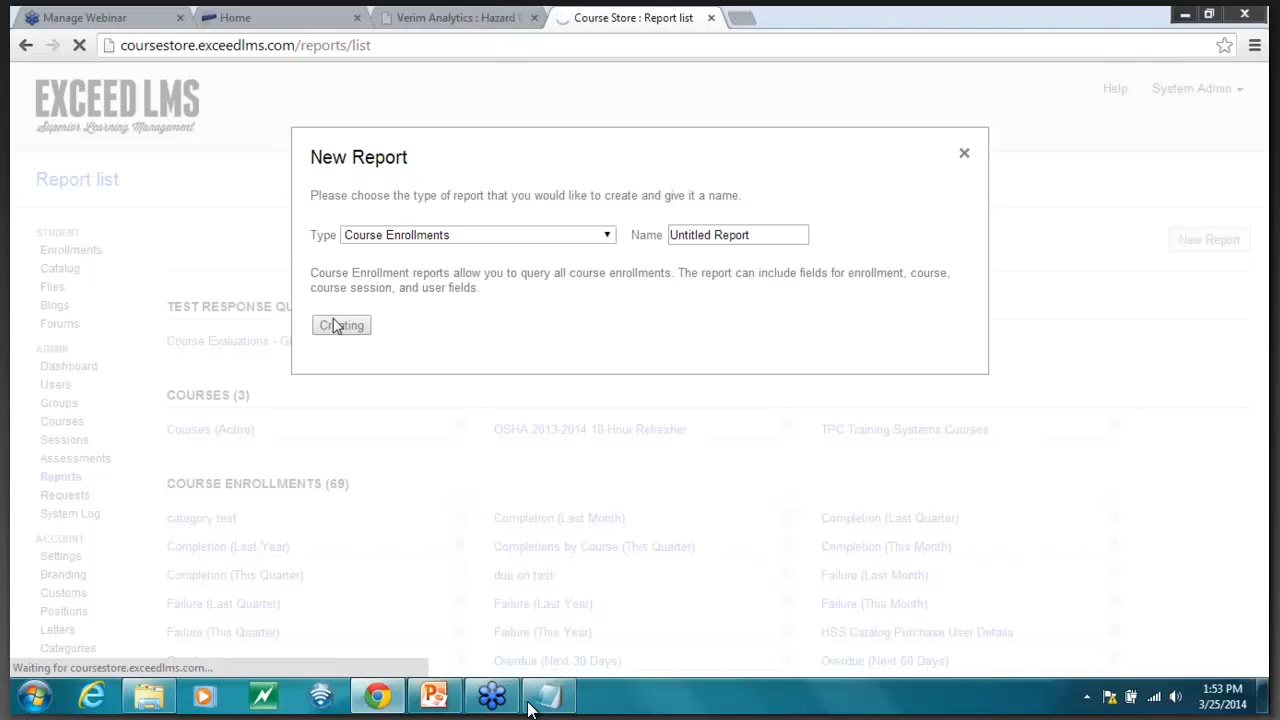 Manage Webinar
Home
Verim Analytics : Hazard
Course Store : Report list
coursestore.exceedlms.com/reports/list
EXCEED LMS
Superior Learning Management
Help
System Admin
Report list
New Report
Please choose the type of report that you would like to create and give it a name.
Type
Course Enrollments
Name
Untitled Report
Course Enrollment reports allow you to query all course enrollments. The report can include fields for enrollment, course,
course session, and user fields.
Creating
New Report
STUDENT
Enrollments
Catalog
Files
Blogs
Forums
ADMIN
Dashboard
Users
Groups
Courses
Sessions
Assessments
Reports
Requests
System Log
ACCOUNT
Settings
Branding
Customs
Positions
Letters
Categories
TEST RESPONSE QU
Course Evaluations - Gl
COURSES (3)
Courses (Active)
OSHA 2013-2014 10-Hour Refresher
TPC Training Systems Courses
COURSE ENROLLMENTS (69)
category test
Completion (Last Month)
Completion (Last Quarter)
Completion (Last Year)
Completions by Course (This Quarter)
Completion (This Month)
Completion (This Quarter)
due on test
Failure (Last Month)
Failure (Last Quarter)
Failure (Last Year)
Failure (This Month)
Failure (This Quarter)
Failure (This Year)
HSS Catalog Purchase User Details
Overdue (Next 30 Days)
Overdue (Next 60 Days)
Waiting for coursestore.exceedlms.com...
1:53 PM
3/25/2014